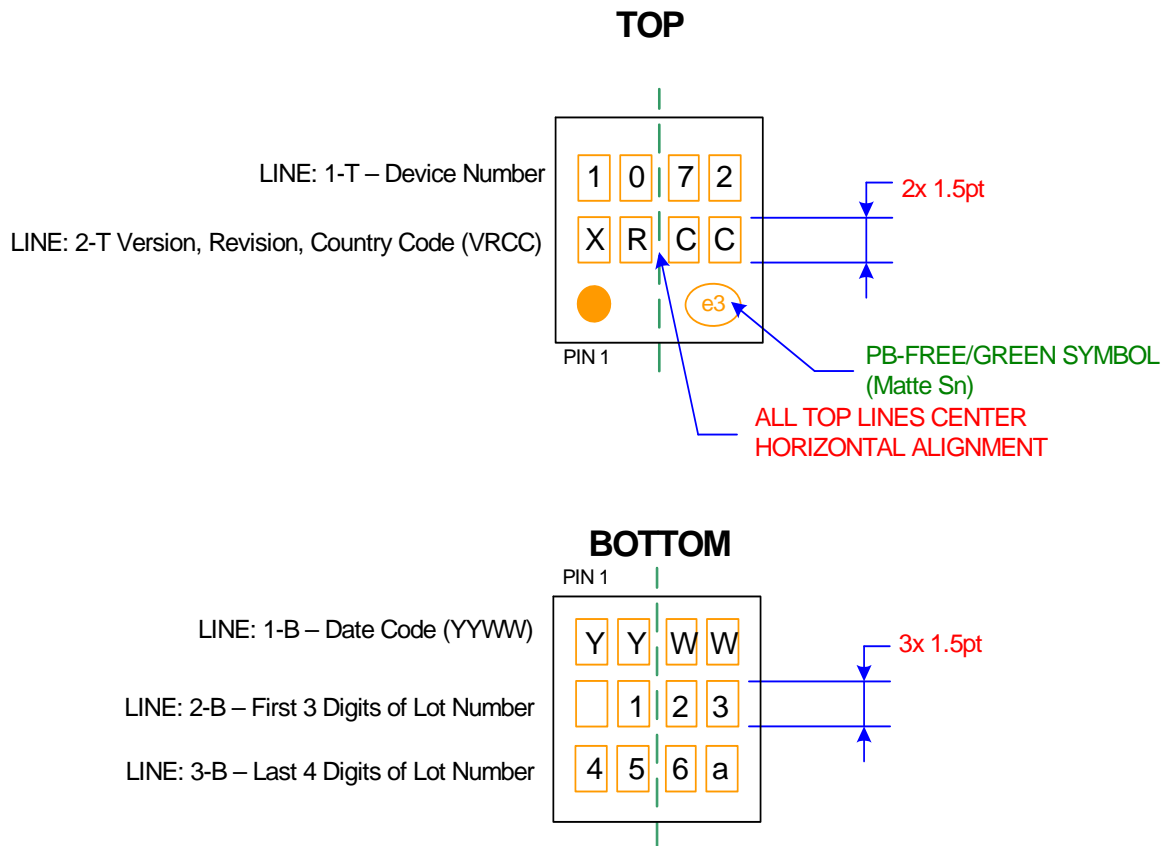 TOP
LINE: 1-T – Device Number
1 0 7 2
2x 1.5pt
LINE: 2-T Version, Revision, Country Code (VRCC)
X R C C
e3
PIN 1
PB-FREE/GREEN SYMBOL
(Matte Sn)
ALL TOP LINES CENTER
HORIZONTAL ALIGNMENT
BOTTOM
PIN 1
LINE: 1-B – Date Code (YYWW)
Y Y W W
3x 1.5pt
LINE: 2-B – First 3 Digits of Lot Number
1 2 3
LINE: 3-B – Last 4 Digits of Lot Number
4 5 6 a